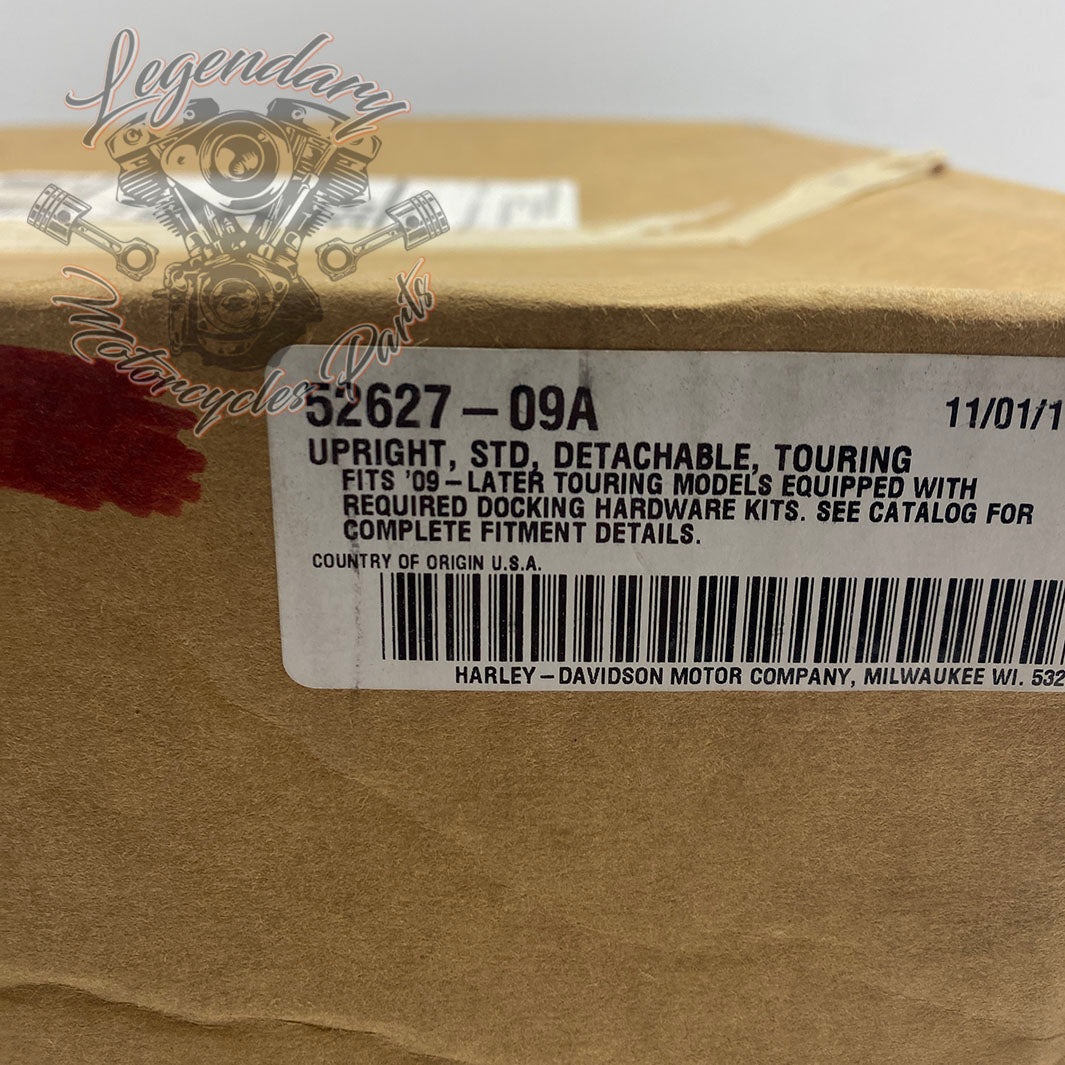 Legendary
Motorcycles Parts
52627-09A 11/01/1
UPRIGHT, STD, DETACHABLE, TOURING
FITS '09-LATER TOURING MODELS EQUIPPED WITH
REQUIRED DOCKING HARDWARE KITS. SEE CATALOG FOR
COMPLETE FITMENT DETAILS.
COUNTRY OF ORIGIN U.S.A.
HARLEY-DAVIDSON MOTOR COMPANY, MILWAUKEE WI. 532